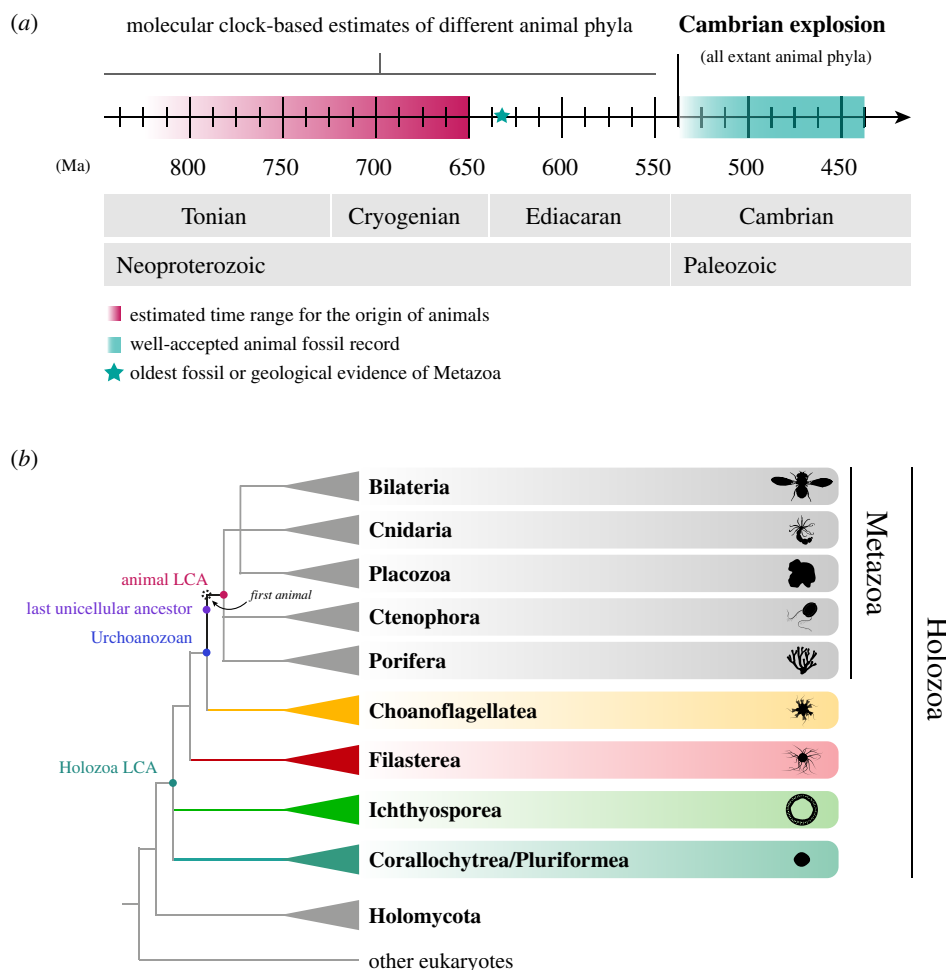 (a)
molecular clock-based estimates of different animal phyla
Cambrian explosion
(all extant animal phyla)
(Ma) 800 750 700 650 600 550 500 450
Tonian Cryogenian Ediacaran Cambrian
Neoproterozoic Paleozoic
estimated time range for the origin of animals
well-accepted animal fossil record
oldest fossil or geological evidence of Metazoa
(b)
Bilateria
Cnidaria
Placozoa
Ctenophora
Porifera
Choanoflagellatea
Filasterea
Ichthyosporea
Corallochytrea/Pluriformea
Holomycota
other eukaryotes
animal LCA
first animal
last unicellular ancestor
Urchoanozoan
Holozoa LCA
Metazoa
Holozoa